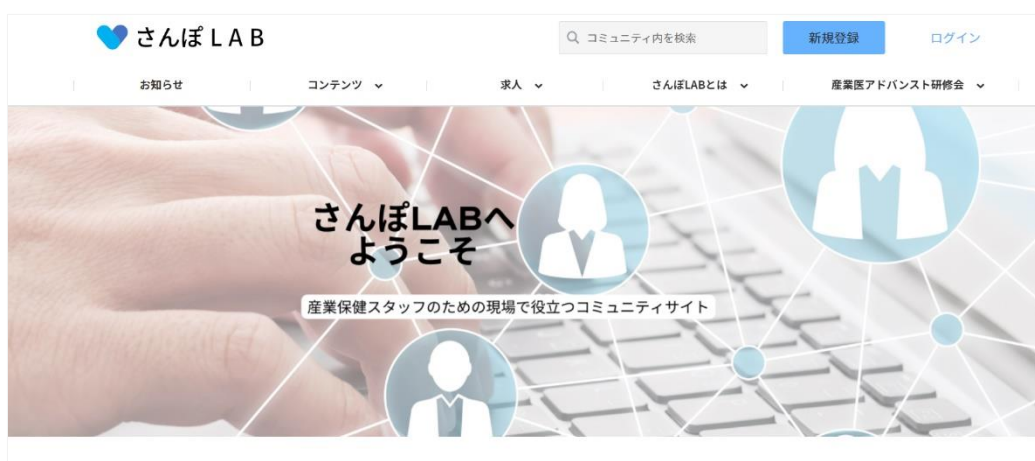 さんぽLAB
コミュニティ内を検索
新規登録
ログイン
お知らせ
コンテンツ
求人
さんぽLABとは
産業医アドバンスト研修会
さんぽLABへ
ようこそ
産業保健スタッフのための現場で役立つコミュニティサイト